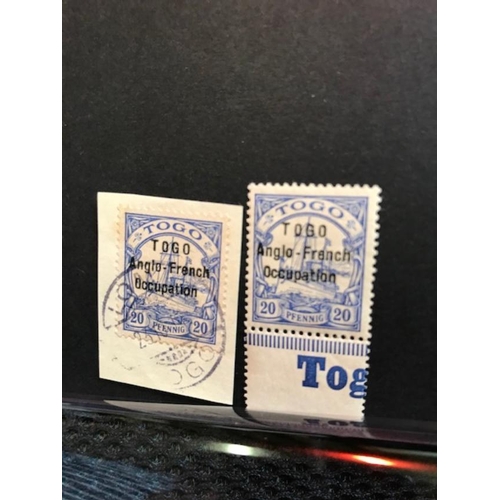 TOGO
TOGO
Anglo-French
Occupation
20 PFENNIG 20
TOGO
TOGO
Anglo-French
Occupation
20 PFENNIG 20
Tog